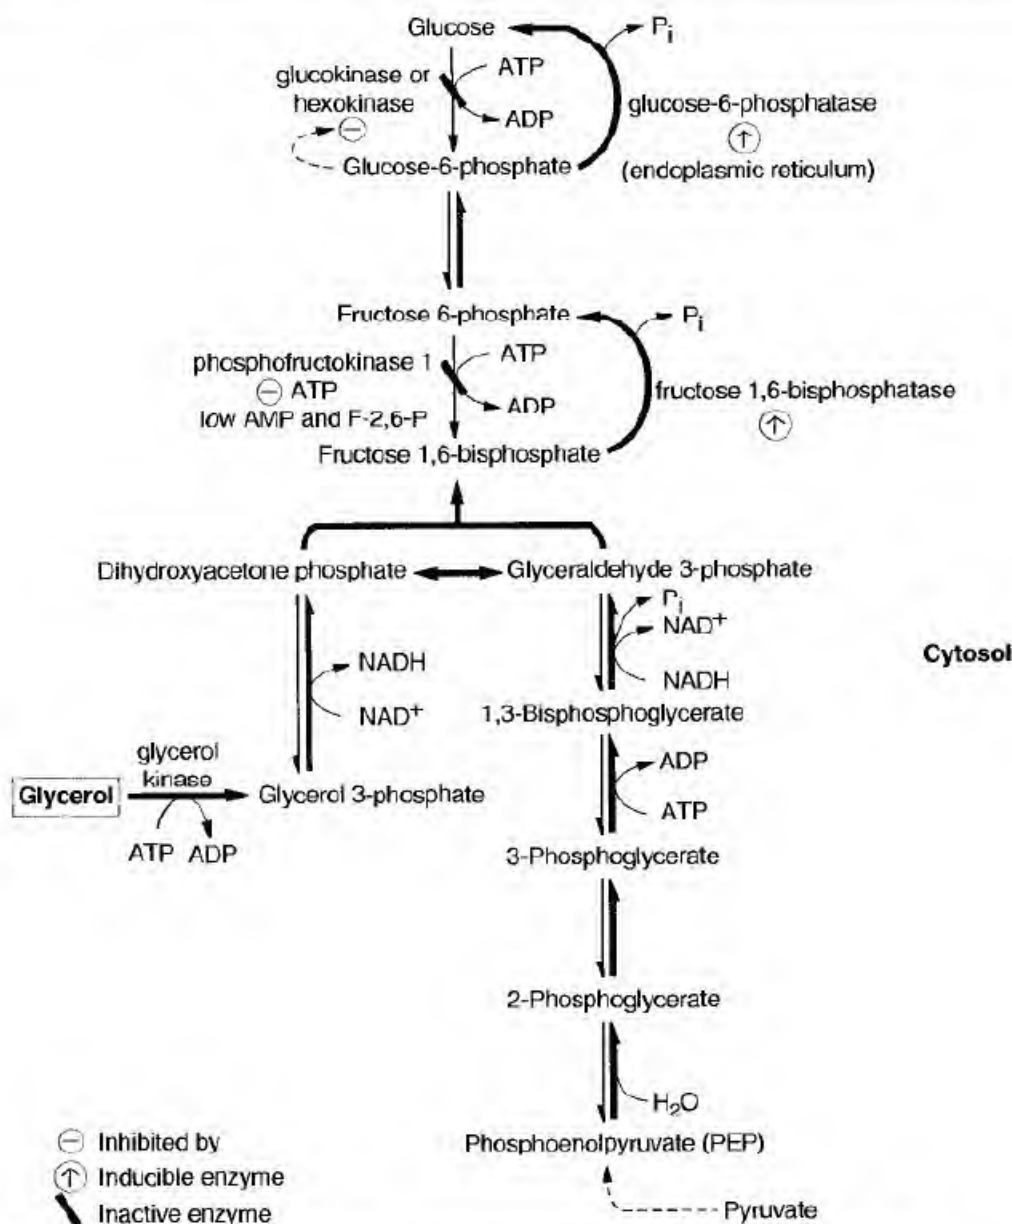 Glucose
Pi
glucokinase or
hexokinase
ATP
ADP
glucose-6-phosphatase
(endoplasmic reticulum)
Glucose-6-phosphate
Fructose 6-phosphate
Pi
phosphofructokinase 1
ATP
low AMP and F-2,6-P
ATP
ADP
fructose 1,6-bisphosphatase
Fructose 1,6-bisphosphate
Dihydroxyacetone phosphate
Glyceraldehyde 3-phosphate
Pi
NAD+
NADH
NADH
NAD+
Cytosol
1,3-Bisphosphoglycerate
ADP
ATP
glycerol
kinase
Glycerol
Glycerol 3-phosphate
ATP ADP
3-Phosphoglycerate
2-Phosphoglycerate
H2O
Phosphoenolpyruvate (PEP)
Pyruvate
Inhibited by
Inducible enzyme
Inactive enzyme